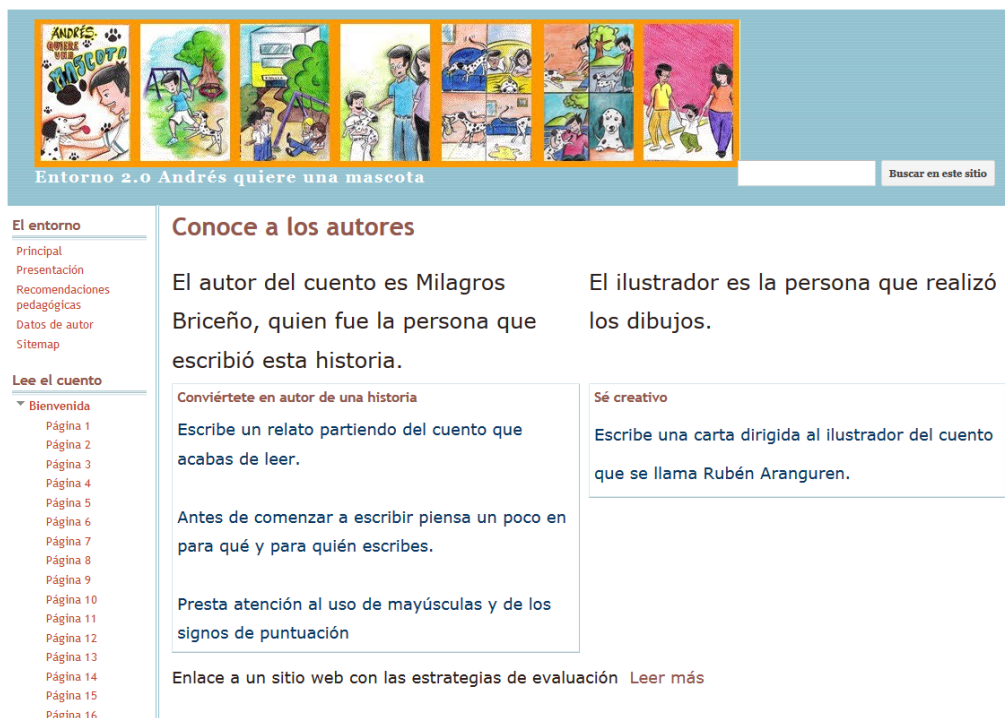 ANDRÉS
QUIERE
UNA
MASCOTA
Entorno 2.0 Andrés quiere una mascota
Buscar en este sitio
El entorno
Principal
Presentación
Recomendaciones
pedagógicas
Datos de autor
Sitemap
Lee el cuento
Bienvenida
Página 1
Página 2
Página 3
Página 4
Página 5
Página 6
Página 7
Página 8
Página 9
Página 10
Página 11
Página 12
Página 13
Página 14
Página 15
Página 16
Conoce a los autores
El autor del cuento es Milagros
Briceño, quien fue la persona que
escribió esta historia.
El ilustrador es la persona que realizó
los dibujos.
Conviértete en autor de una historia
Escribe un relato partiendo del cuento que
acabas de leer.
Antes de comenzar a escribir piensa un poco en
para qué y para quién escribes.
Presta atención al uso de mayúsculas y de los
signos de puntuación
Sé creativo
Escribe una carta dirigida al ilustrador del cuento
que se llama Rubén Aranguren.
Enlace a un sitio web con las estrategias de evaluación Leer más